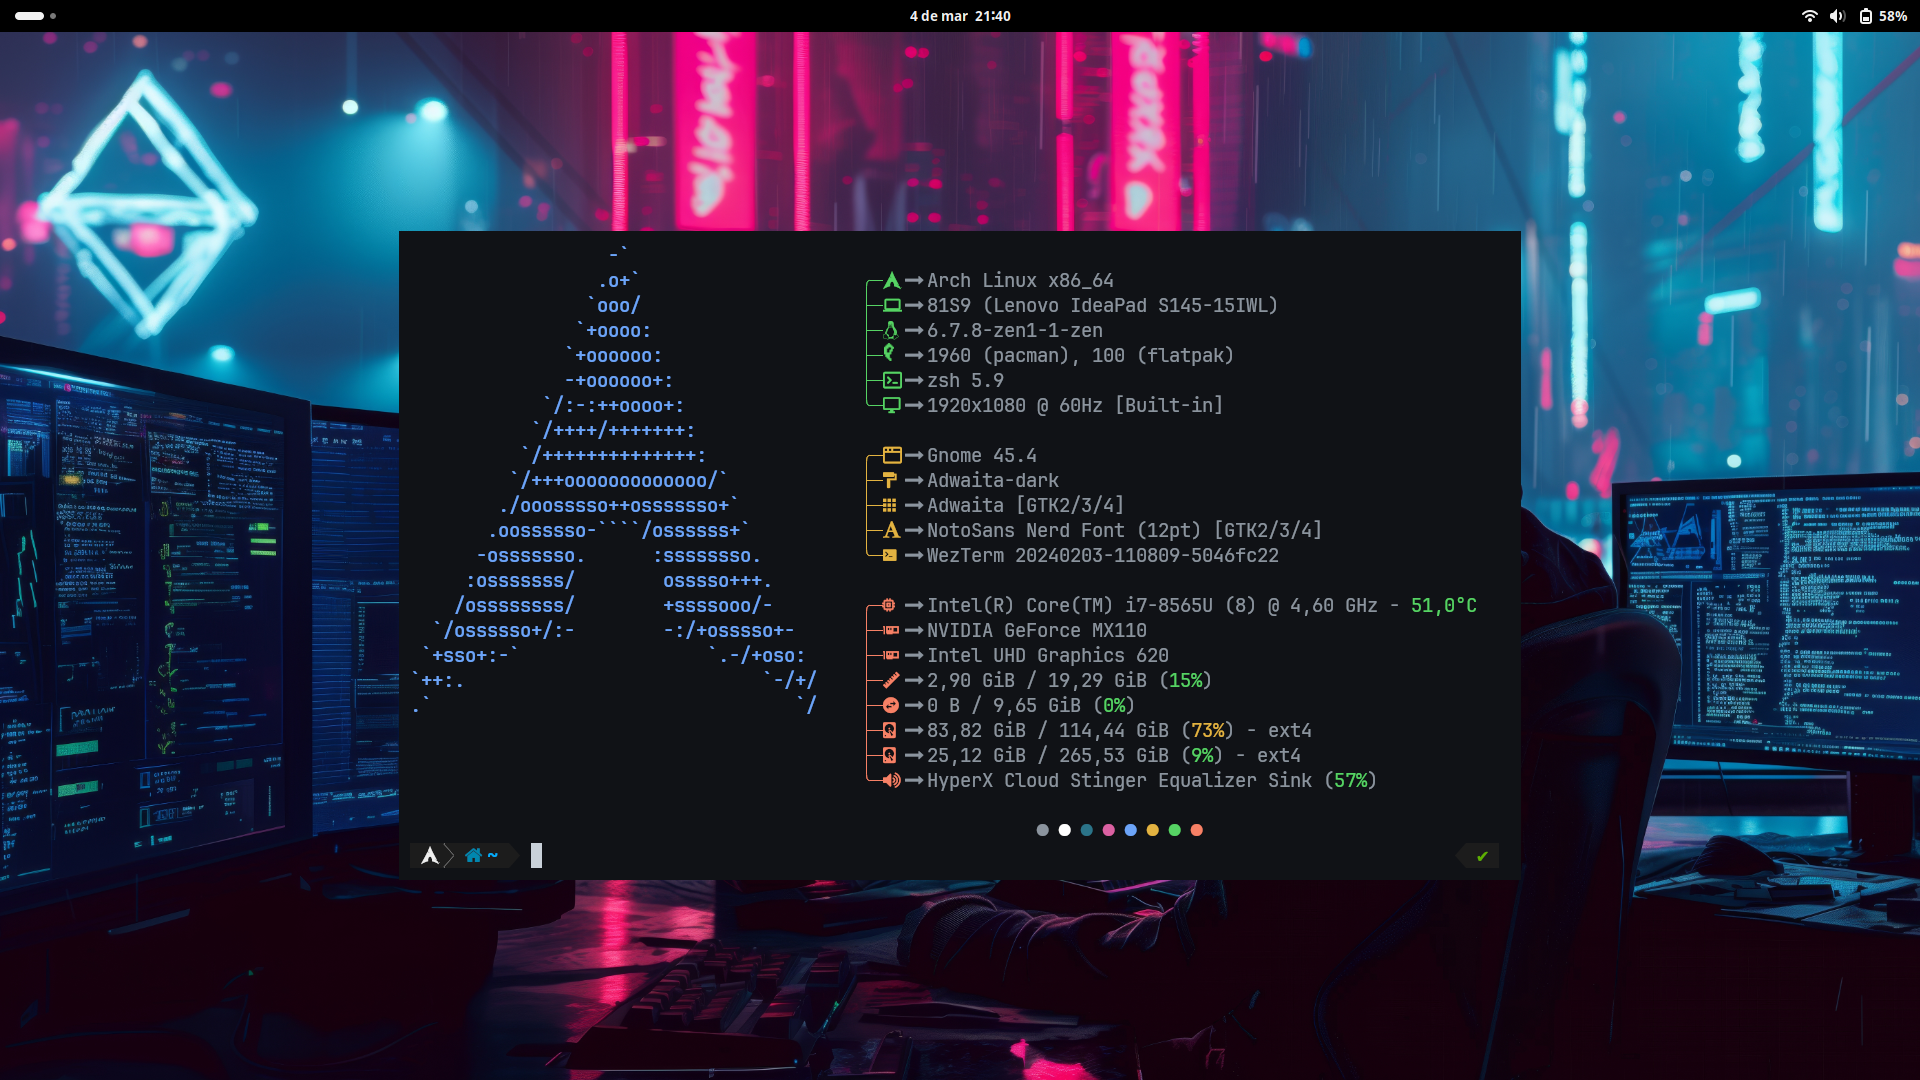 4 de mar 21:40
58%
-`
.o+`
`ooo/
`+oooo:
`+oooooo:
-+oooooo+:
`/:-:++oooo+:
`/++++/+++++++:
`/++++++++++++++:
`/+++ooooooooooooo/`
./ooosssso++osssssso+`
.oossssso-````/ossssss+`
-osssssso. :ssssssso.
:osssssss/ osssso+++.
/ossssssss/ +ssssooo/-
`/ossssso+/:- -:/+osssso+-
`+sso+:-` `.-/+oso:
`++:. `-/+/
.` `/
Arch Linux x86_64
81S9 (Lenovo IdeaPad S145-15IWL)
6.7.8-zen1-1-zen
1960 (pacman), 100 (flatpak)
zsh 5.9
1920x1080 @ 60Hz [Built-in]
Gnome 45.4
Adwaita-dark
Adwaita [GTK2/3/4]
NotoSans Nerd Font (12pt) [GTK2/3/4]
WezTerm 20240203-110809-5046fc22
Intel(R) Core(TM) i7-8565U (8) @ 4,60 GHz - 51,0°C
NVIDIA GeForce MX110
Intel UHD Graphics 620
2,90 GiB / 19,29 GiB (15%)
0 B / 9,65 GiB (0%)
83,82 GiB / 114,44 GiB (73%) - ext4
25,12 GiB / 265,53 GiB (9%) - ext4
HyperX Cloud Stinger Equalizer Sink (57%)
~ ✔